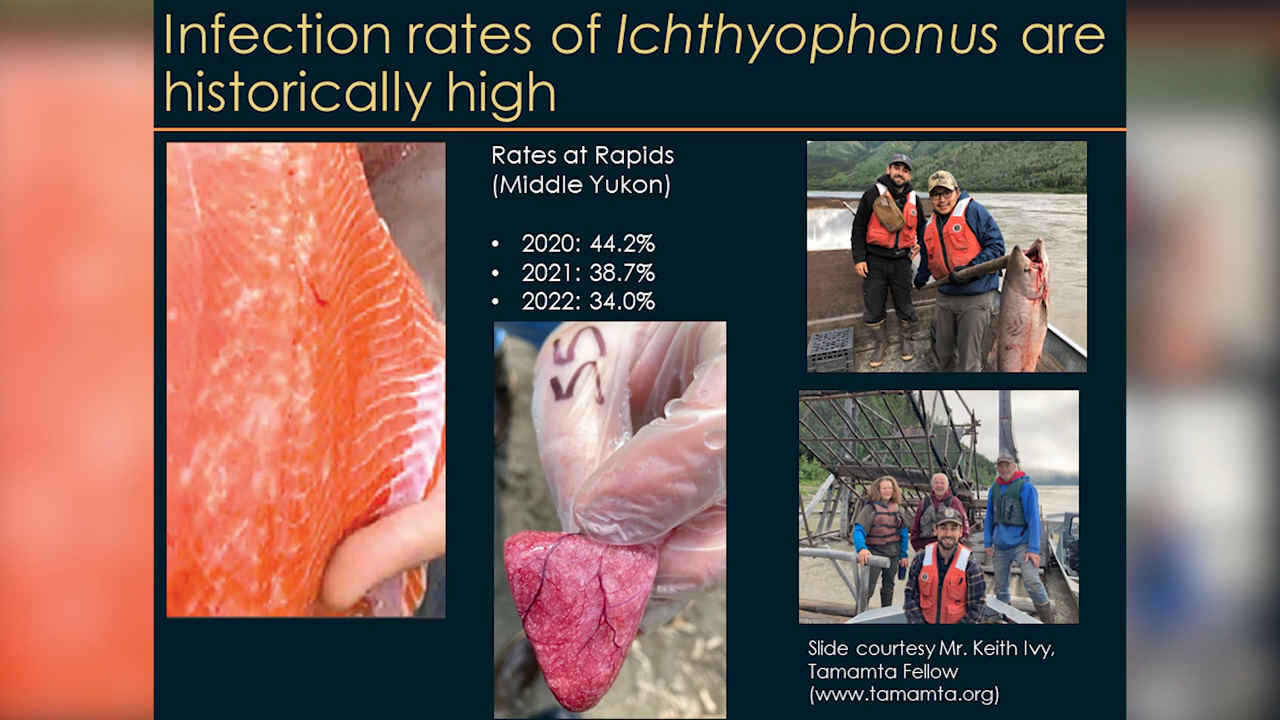 Infection rates of Ichthyophonus are
historically high
Rates at Rapids
(Middle Yukon)
• 2020: 44.2%
• 2021: 38.7%
• 2022: 34.0%
Slide courtesy Mr. Keith Ivy,
Tamamta Fellow
(www.tamamta.org)